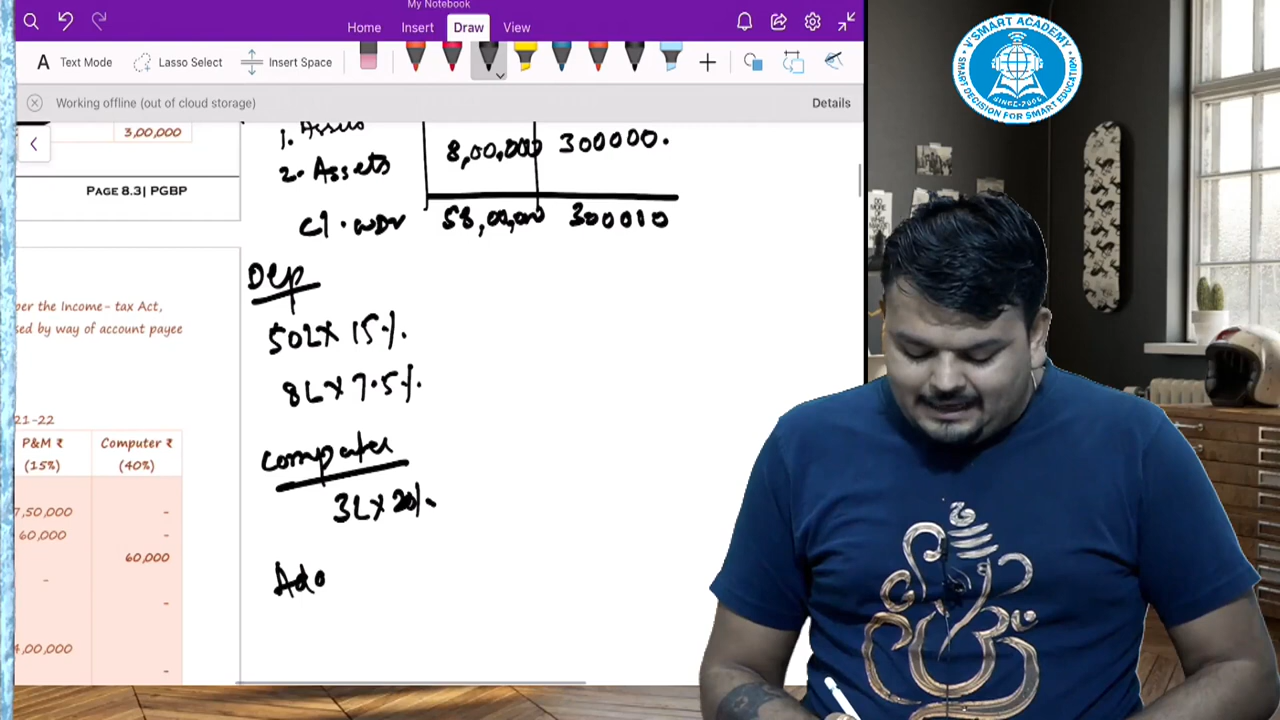 My Notebook
Home Insert Draw View
Text Mode Lasso Select Insert Space
Working offline (out of cloud storage) Details
3,00,000
PAGE 8.3| PGBP
per the Income- tax Act,
sed by way of account payee
21-22
P&M ₹ Computer ₹
(15%) (40%)
7,50,000 -
60,000 -
60,000
-
-
4,00,000
-
1. Assets
2. Assets 8,00,000 300000.
Cl. WDV 58,00,000 300010
Dep
50L X 15%.
8L X 7.5%.
Computer
3L X 20%
Ado
V'SMART ACADEMY
SMART DECISION FOR SMART EDUCATION